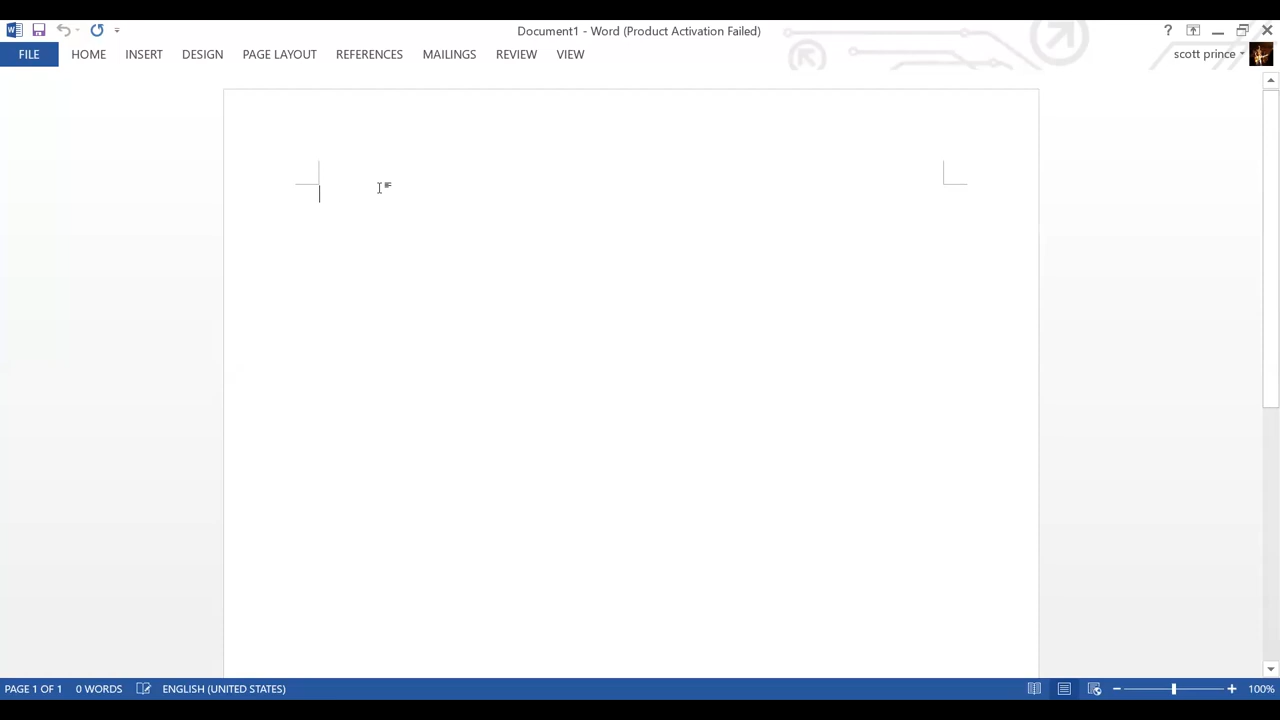 Document1 - Word (Product Activation Failed)
FILE HOME INSERT DESIGN PAGE LAYOUT REFERENCES MAILINGS REVIEW VIEW scott prince
PAGE 1 OF 1 0 WORDS ENGLISH (UNITED STATES) 100%